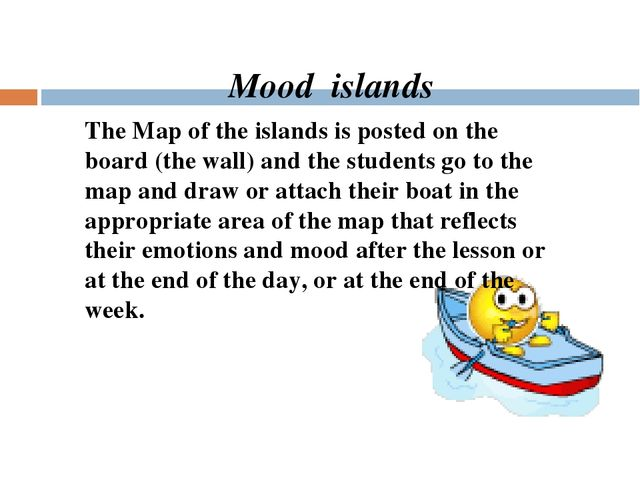 Mood islands
The Map of the islands is posted on the
board (the wall) and the students go to the
map and draw or attach their boat in the
appropriate area of the map that reflects
their emotions and mood after the lesson or
at the end of the day, or at the end of the
week.